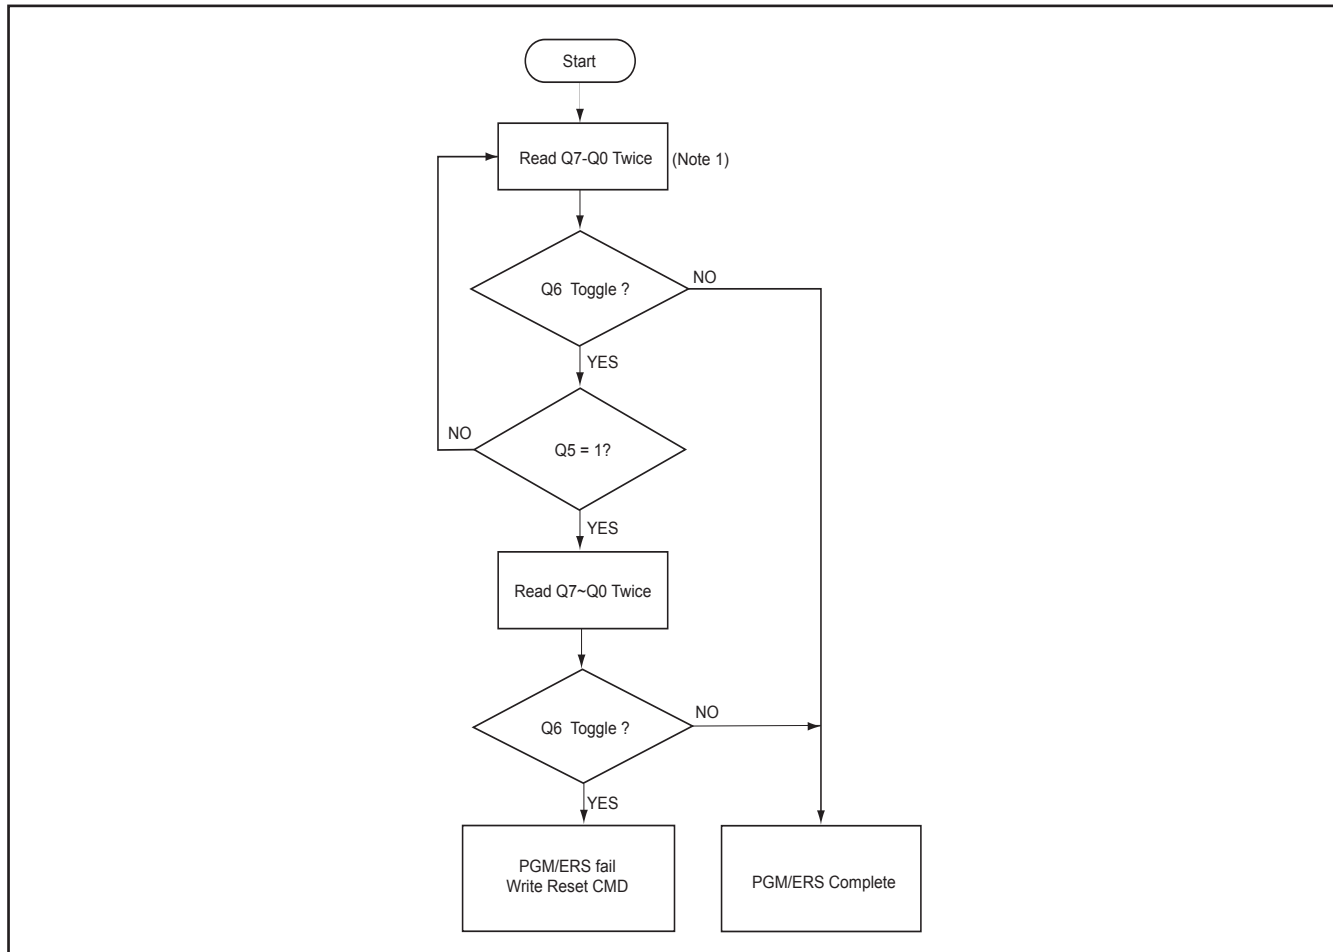 Start
Read Q7-Q0 Twice (Note 1)
Q6 Toggle ?
NO
YES
Q5 = 1?
NO
YES
Read Q7~Q0 Twice
Q6 Toggle ?
NO
YES
PGM/ERS fail
Write Reset CMD
PGM/ERS Complete